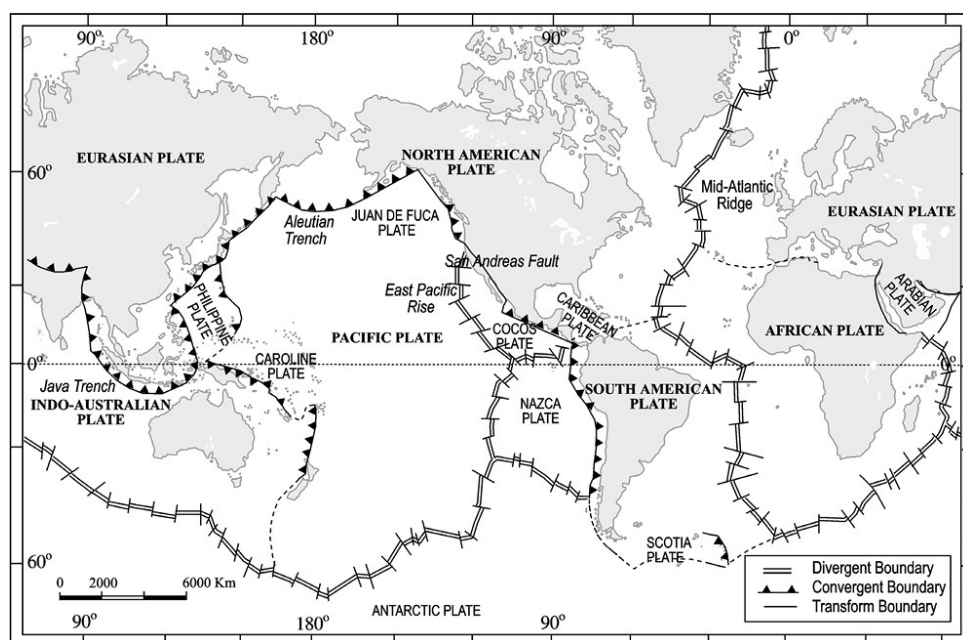 90°
180°
90°
0°
EURASIAN PLATE
NORTH AMERICAN
PLATE
60°
Mid-Atlantic
Ridge
Aleutian
Trench
JUAN DE FUCA
PLATE
EURASIAN PLATE
San Andreas Fault
East Pacific
Rise
ARABIAN
PLATE
PHILIPPINE
PLATE
CARIBBEAN
PLATE
PACIFIC PLATE
COCOS
PLATE
AFRICAN PLATE
CAROLINE
PLATE
0°
0°
Java Trench
INDO-AUSTRALIAN
PLATE
NAZCA
PLATE
SOUTH AMERICAN
PLATE
SCOTIA
PLATE
60°
60°
0 2000 6000 Km
Divergent Boundary
Convergent Boundary
Transform Boundary
ANTARCTIC PLATE
90°
180°
90°
0°